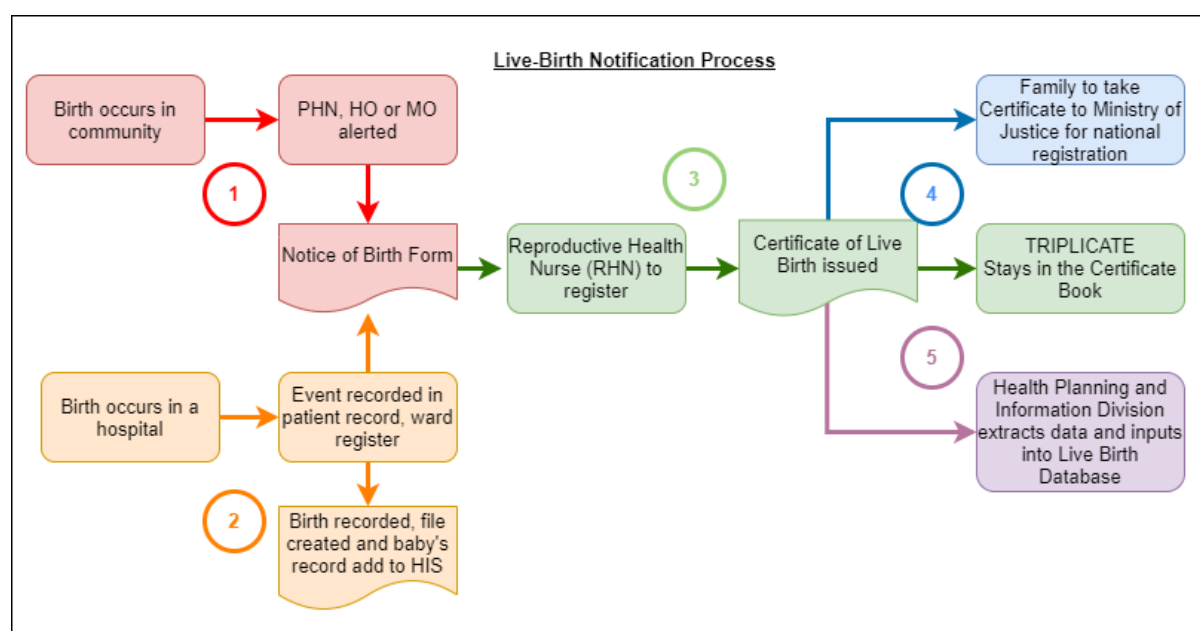 Live-Birth Notification Process
Birth occurs in
community
PHN, HO or MO
alerted
1
Notice of Birth Form
Birth occurs in a
hospital
Event recorded in
patient record, ward
register
2
Birth recorded, file
created and baby's
record add to HIS
Reproductive Health
Nurse (RHN) to
register
3
Certificate of Live
Birth issued
4
Family to take
Certificate to Ministry of
Justice for national
registration
TRIPLICATE
Stays in the Certificate
Book
5
Health Planning and
Information Division
extracts data and inputs
into Live Birth
Database